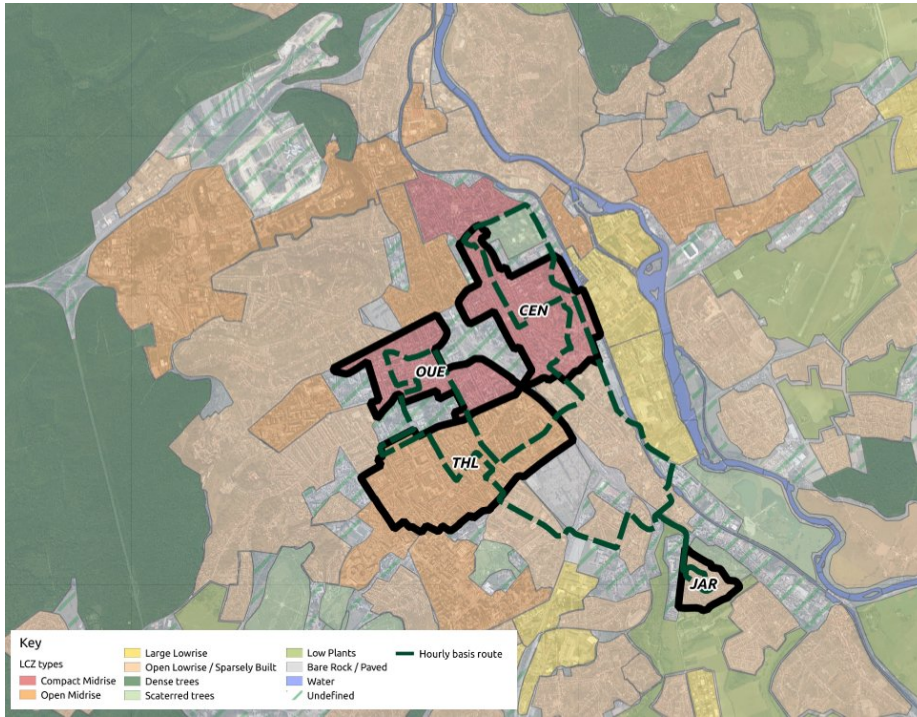 CEN
OUE
THL
JAR
Key
LCZ types
Compact Midrise
Open Midrise
Large Lowrise
Open Lowrise / Sparsely Built
Dense trees
Scaterred trees
Low Plants
Bare Rock / Paved
Water
Undefined
Hourly basis route